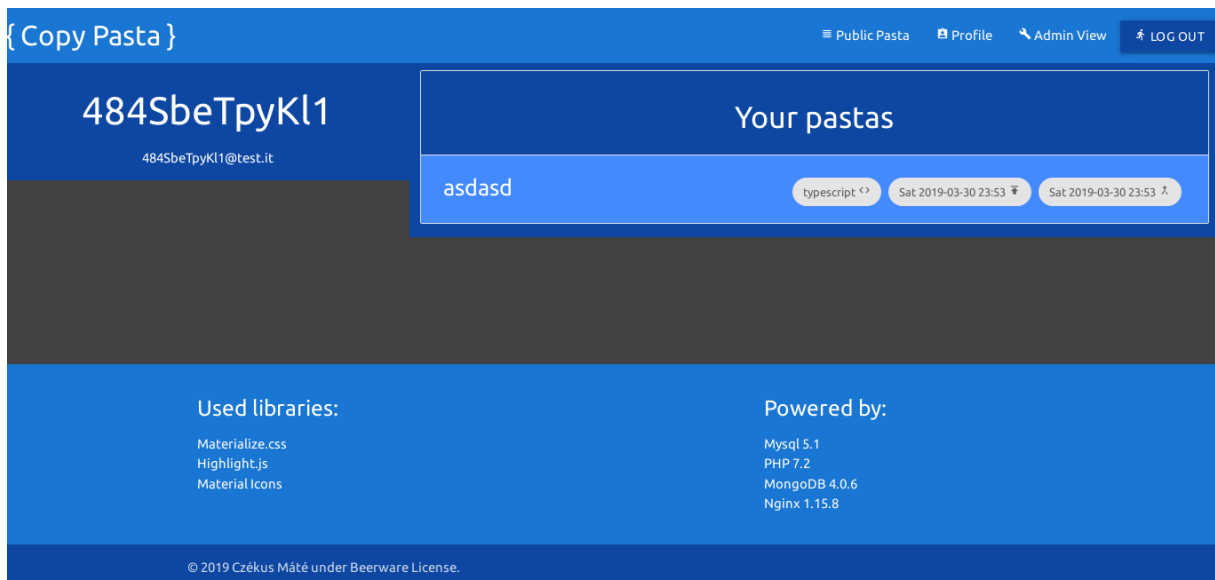 { Copy Pasta }
Public Pasta Profile Admin View LOG OUT
484SbeTpyKl1
484SbeTpyKl1@test.it
Your pastas
asdasd
typescript <> Sat 2019-03-30 23:53 Sat 2019-03-30 23:53
Used libraries:
Materialize.css
Highlight.js
Material Icons
Powered by:
Mysql 5.1
PHP 7.2
MongoDB 4.0.6
Nginx 1.15.8
© 2019 Czékus Máté under Beerware License.